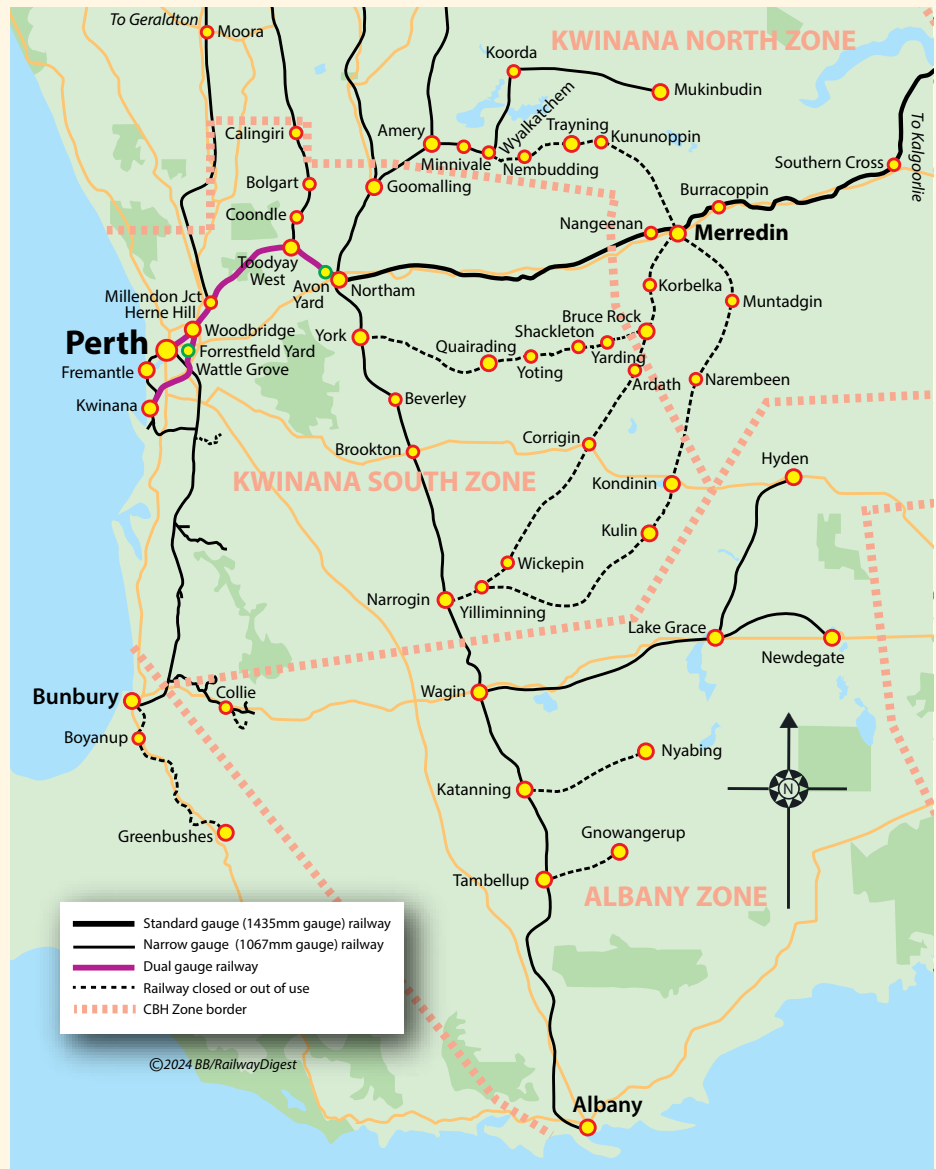 To Geraldton
Moora
KWINANA NORTH ZONE
Koorda
Mukinbudin
Wyalkatchem
Trayning
Kununoppin
Calingiri
Amery
Minnivale
Nembudding
To Kalgoorlie
Southern Cross
Bolgart
Goomalling
Burracoppin
Coondle
Nangeenan
Merredin
Toodyay
West
Avon
Yard
Northam
Korbelka
Muntadgin
Millendon Jct
Herne Hill
Woodbridge
Bruce Rock
Shackleton
York
Perth
Quairading
Yarding
Forrestfield Yard
Yoting
Fremantle
Wattle Grove
Ardath
Narembeen
Beverley
Kwinana
Corrigin
Brookton
Hyden
KWINANA SOUTH ZONE
Kondinin
Kulin
Wickepin
Narrogin
Yilliminning
Lake Grace
Newdegate
Bunbury
Collie
Wagin
Boyanup
Nyabing
Katanning
Greenbushes
Gnowangerup
Tambellup
ALBANY ZONE
N
Standard gauge (1435mm gauge) railway
Narrow gauge (1067mm gauge) railway
Dual gauge railway
Railway closed or out of use
CBH Zone border
©2024 BB/RailwayDigest
Albany